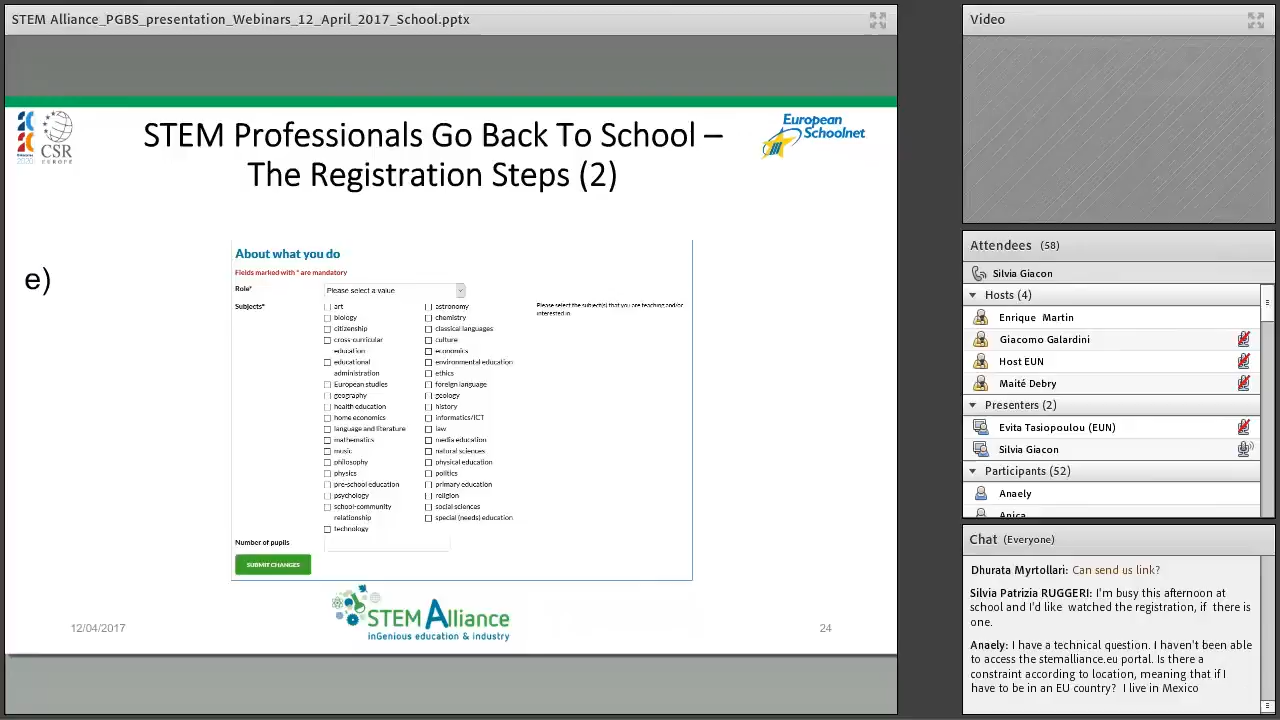 STEM Alliance_PGBS_presentation_Webinars_12_April_2017_School.pptx
STEM Professionals Go Back To School –
The Registration Steps (2)
CSR
EUROPE
European
Schoolnet
e)
About what you do
Fields marked with * are mandatory
Role*
Please select a value
Subjects*
art
astronomy
Please select the subject(s) that you are teaching and/or
interested in
biology
chemistry
citizenship
classical languages
cross-curricular
education
culture
economics
educational
administration
environmental education
ethics
European studies
foreign language
geography
geology
health education
history
home economics
informatics/ICT
language and literature
law
mathematics
media education
music
natural sciences
philosophy
physical education
physics
politics
pre-school education
primary education
psychology
religion
school-community
relationship
social sciences
special (needs) education
technology
Number of pupils
SUBMIT CHANGES
STEM Alliance
inGenious education & industry
12/04/2017
24
Video
Attendees (58)
Silvia Giacon
Hosts (4)
Enrique Martin
Giacomo Galardini
Host EUN
Maité Debry
Presenters (2)
Evita Tasiopoulou (EUN)
Silvia Giacon
Participants (52)
Anaely
Anica
Chat (Everyone)
Dhurata Myrtollari: Can send us link?
Silvia Patrizia RUGGERI: I'm busy this afternoon at
school and I'd like watched the registration, if there is
one.
Anaely: I have a technical question. I haven't been able
to access the stemalliance.eu portal. Is there a
constraint according to location, meaning that if I
have to be in an EU country? I live in Mexico